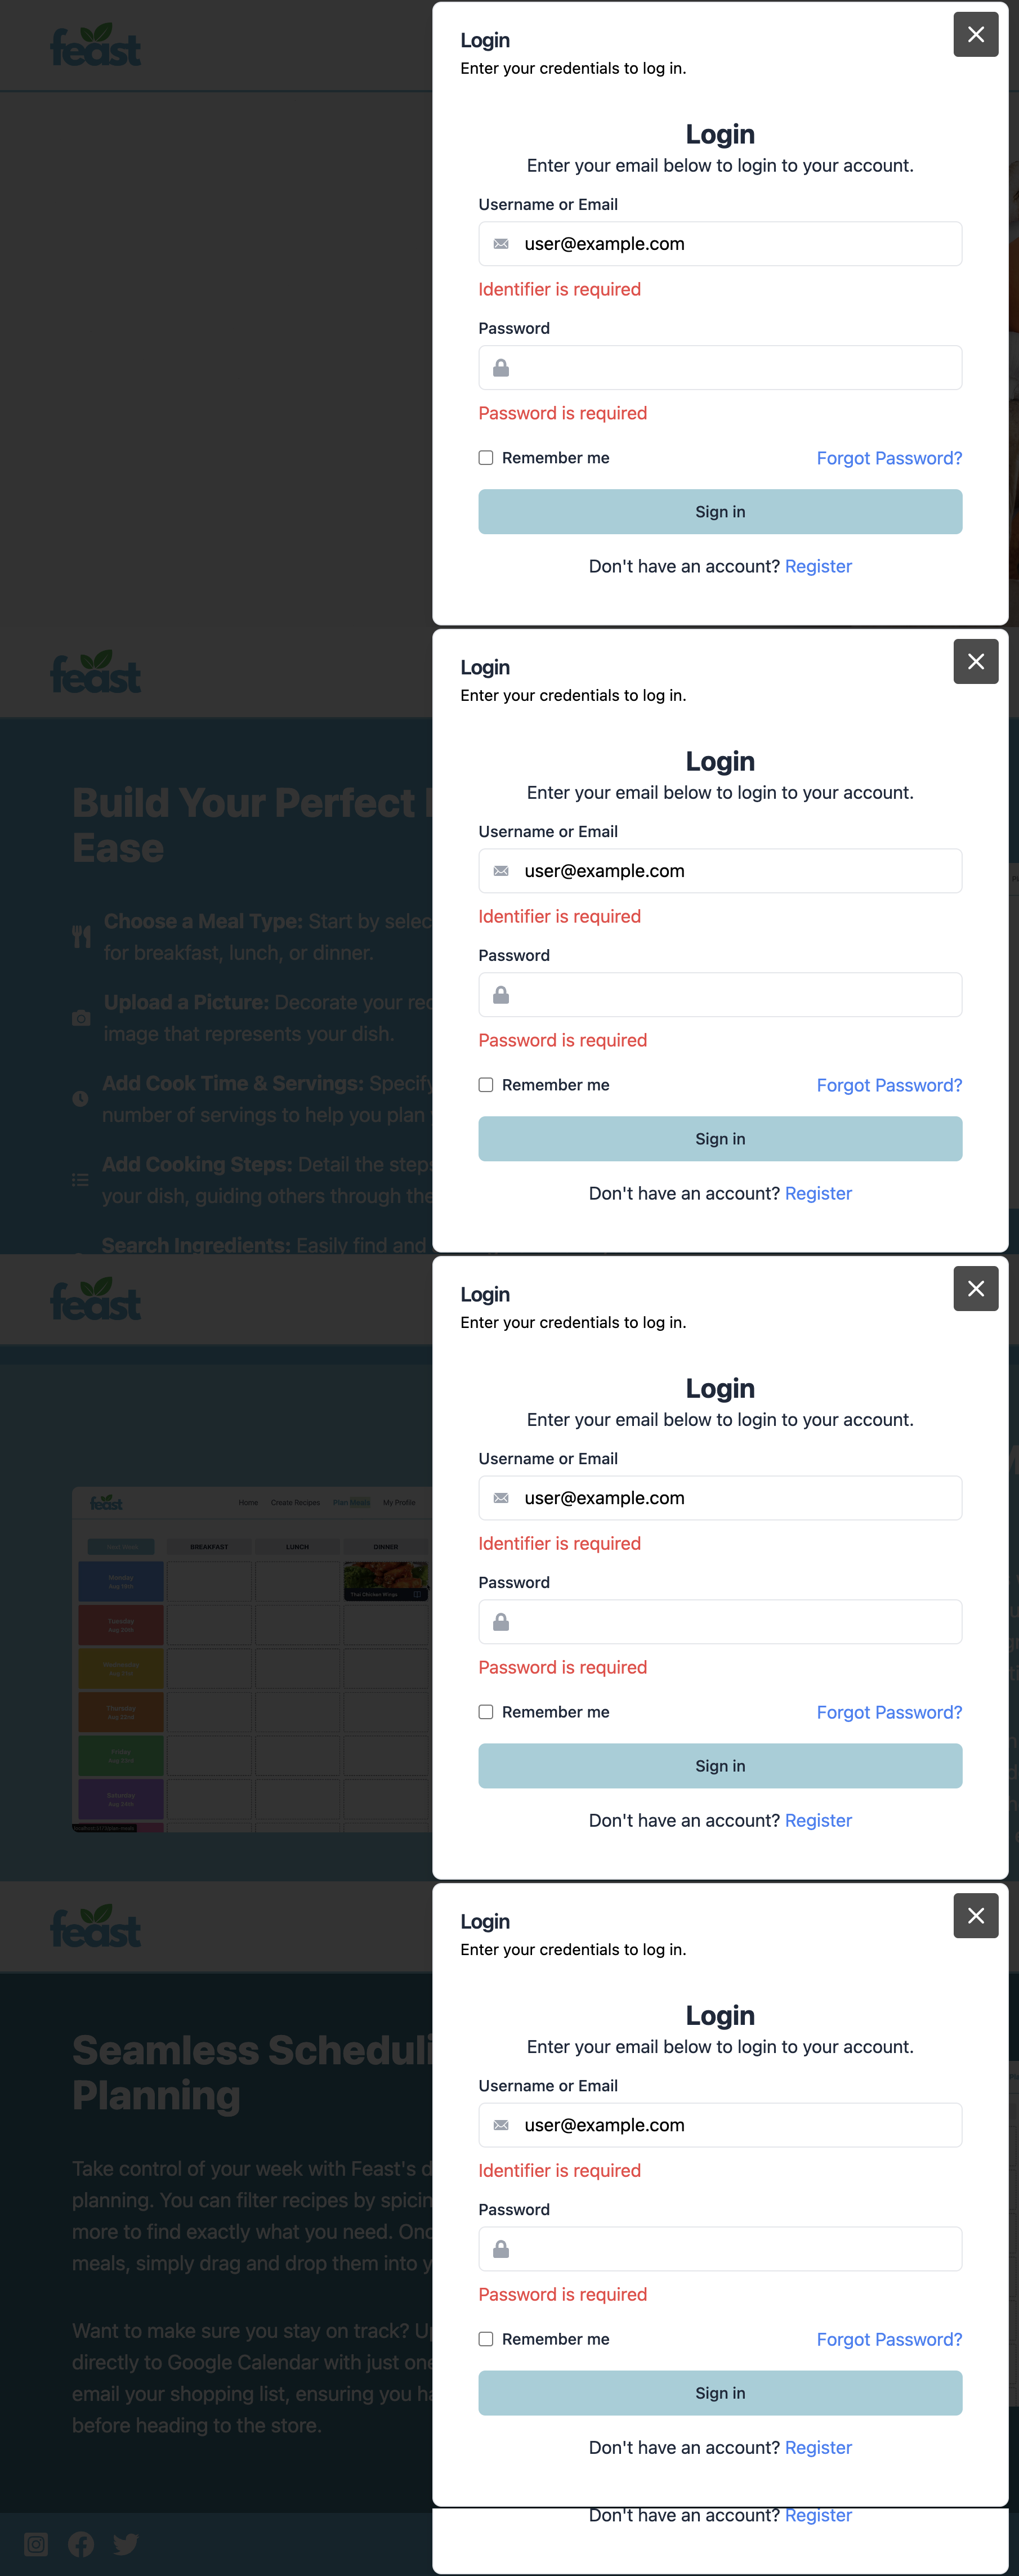 feast
Login
Enter your credentials to log in.
Login
Enter your email below to login to your account.
Username or Email
user@example.com
Identifier is required
Password
Password is required
Remember me
Forgot Password?
Sign in
Don't have an account? Register
feast
Build Your Perfect
Ease
Choose a Meal Type: Start by selec
for breakfast, lunch, or dinner.
Upload a Picture: Decorate your rec
image that represents your dish.
Add Cook Time & Servings: Specify
number of servings to help you plan
Add Cooking Steps: Detail the steps
your dish, guiding others through the
Search Ingredients: Easily find and
Login
Enter your credentials to log in.
Login
Enter your email below to login to your account.
Username or Email
user@example.com
Identifier is required
Password
Password is required
Remember me
Forgot Password?
Sign in
Don't have an account? Register
feast
feast
Home Create Recipes Plan Meals My Profile
BREAKFAST LUNCH DINNER
Monday
Thai Chicken Wings
Tuesday
Wednesday
Thursday
Friday
Saturday
Login
Enter your credentials to log in.
Login
Enter your email below to login to your account.
Username or Email
user@example.com
Identifier is required
Password
Password is required
Remember me
Forgot Password?
Sign in
Don't have an account? Register
feast
Seamless Scheduli
Planning
Take control of your week with Feast's d
planning. You can filter recipes by spicin
more to find exactly what you need. Onc
meals, simply drag and drop them into y
Want to make sure you stay on track? Up
directly to Google Calendar with just one
email your shopping list, ensuring you ha
before heading to the store.
Login
Enter your credentials to log in.
Login
Enter your email below to login to your account.
Username or Email
user@example.com
Identifier is required
Password
Password is required
Remember me
Forgot Password?
Sign in
Don't have an account? Register
Don't have an account? Register